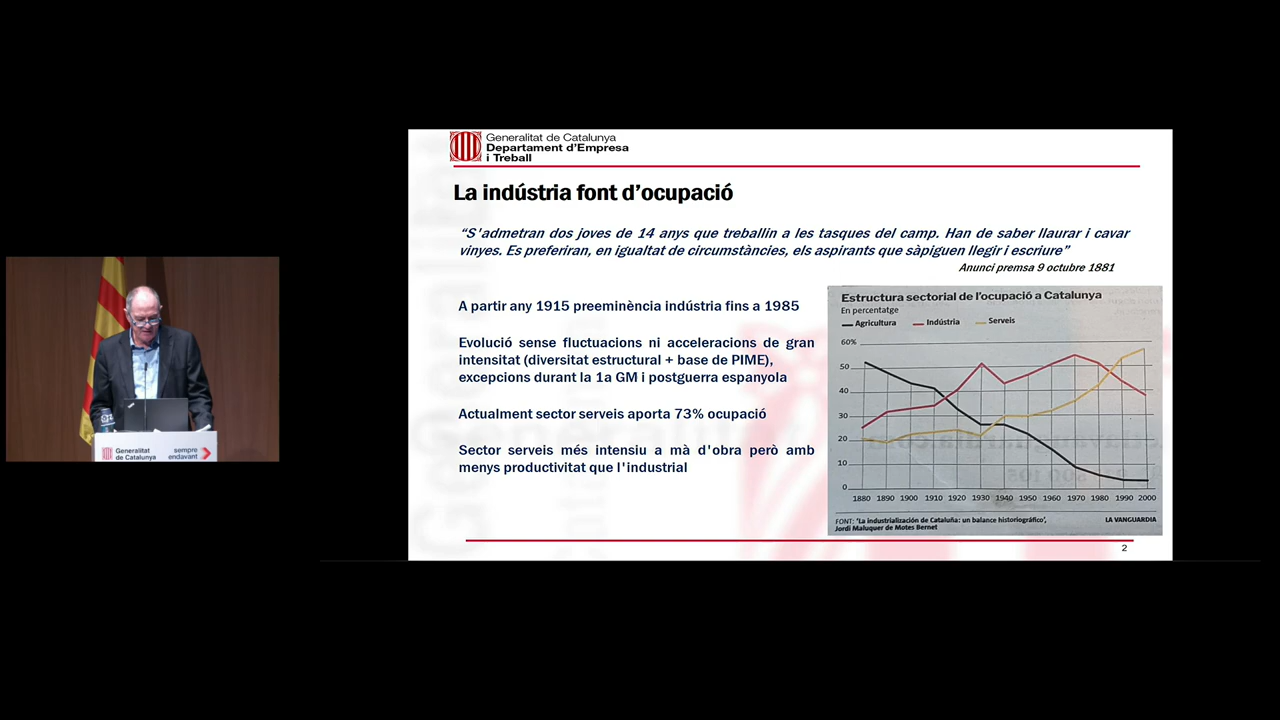 Generalitat de Catalunya
Departament d'Empresa
i Treball
La indústria font d'ocupació
“S'admetran dos joves de 14 anys que treballin a les tasques del camp. Han de saber llaurar i cavar
vinyes. Es preferiran, en igualtat de circumstàncies, els aspirants que sàpiguen llegir i escriure”
Anunci premsa 9 octubre 1881
A partir any 1915 preeminència indústria fins a 1985
Evolució sense fluctuacions ni acceleracions de gran
intensitat (diversitat estructural + base de PIME),
excepcions durant la 1a GM i postguerra espanyola
Actualment sector serveis aporta 73% ocupació
Sector serveis més intensiu a mà d'obra però amb
menys productivitat que l'industrial
Estructura sectorial de l'ocupació a Catalunya
En percentatge
Agricultura Indústria Serveis
60%
50
40
30
20
10
0
1880 1890 1900 1910 1920 1930 1940 1950 1960 1970 1980 1990 2000
FONT: 'La industrialización de Cataluña: un balance historiográfico', LA VANGUARDIA
Jordi Maluquer de Motes Bernet
2
Generalitat
de Catalunya
sempre
endavant